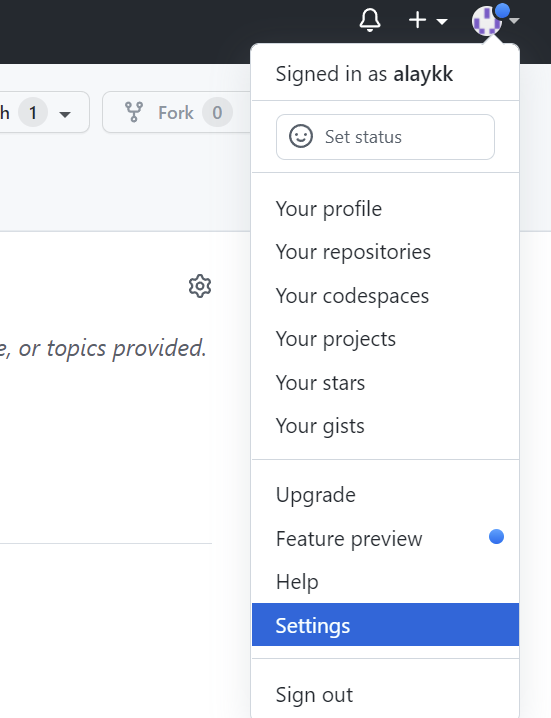 Signed in as alaykk
h 1
Fork 0
Set status
Your profile
Your repositories
Your codespaces
e, or topics provided.
Your projects
Your stars
Your gists
Upgrade
Feature preview
Help
Settings
Sign out